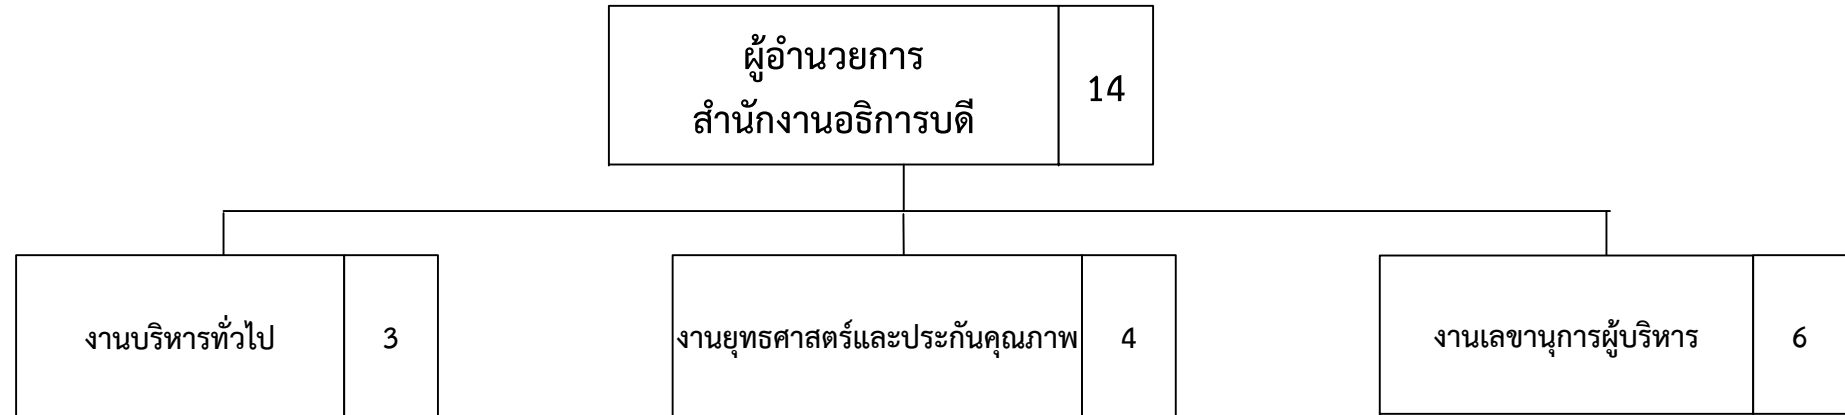 ผู้อำนวยการ
สำนักงานอธิการบดี
14
งานบริหารทั่วไป
3
งานยุทธศาสตร์และประกันคุณภาพ
4
งานเลขานุการผู้บริหาร
6